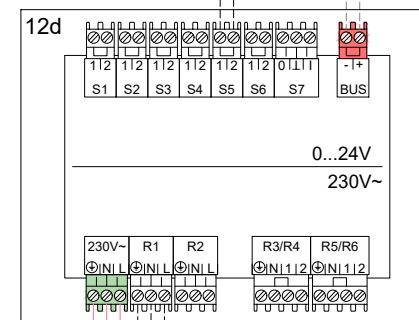 12d
1|2 1|2 1|2 1|2 1|2 1|2 0|⊥|I -|+
S1 S2 S3 S4 S5 S6 S7 BUS
0...24V
230V~
230V~ R1 R2 R3/R4 R5/R6
⏚|N|L ⏚|N|L ⏚|N|L ⏚|N|1|2 ⏚|N|1|2